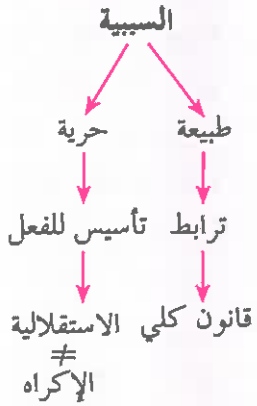 السببية
طبيعة حرية
ترابط تأسيس للفعل
قانون كلي الاستقلالية
≠
الإكراه